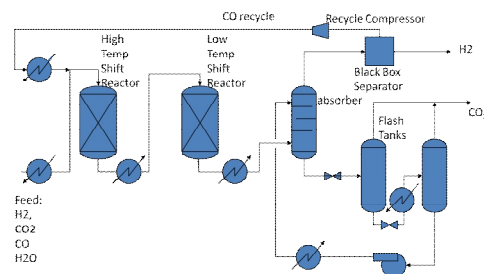 CO recycle
Recycle Compressor
High
Temp
Shift
Reactor
Low
Temp
Shift
Reactor
H2
Black Box
Separator
absorber
Flash
Tanks
CO
Feed:
H2,
CO2
CO
H2O